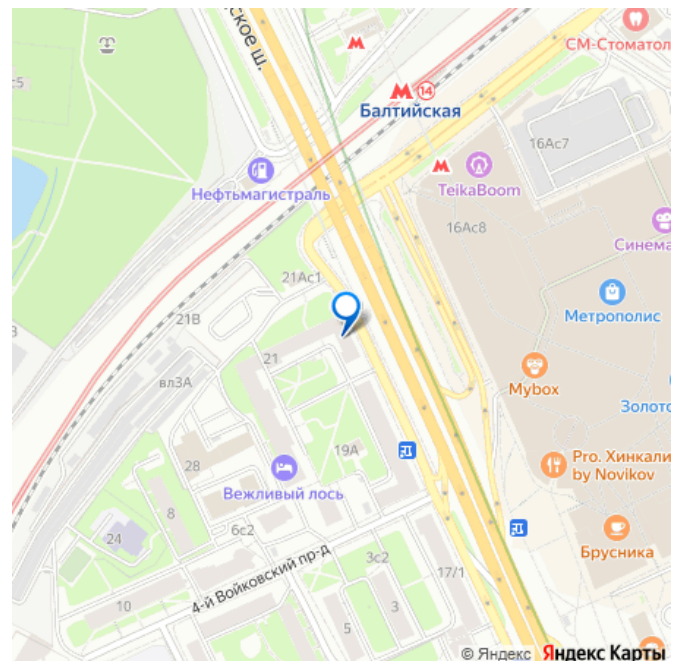 СМ-Стоматол
ское ш.
с5
14
Балтийская
16Ас7
TeikaBoom
Нефтьмагистраль
16Ас8
Синема
21Ас1
Метрополис
21В
21
вл3А
Mybox
Золото
19А
Pro. Хинкали
by Novikov
28
Вежливый лось
8
6с2
Брусника
24
3с2
4-й Войковский пр-д
17/1
10
3
5
© Яндекс Яндекс Карты